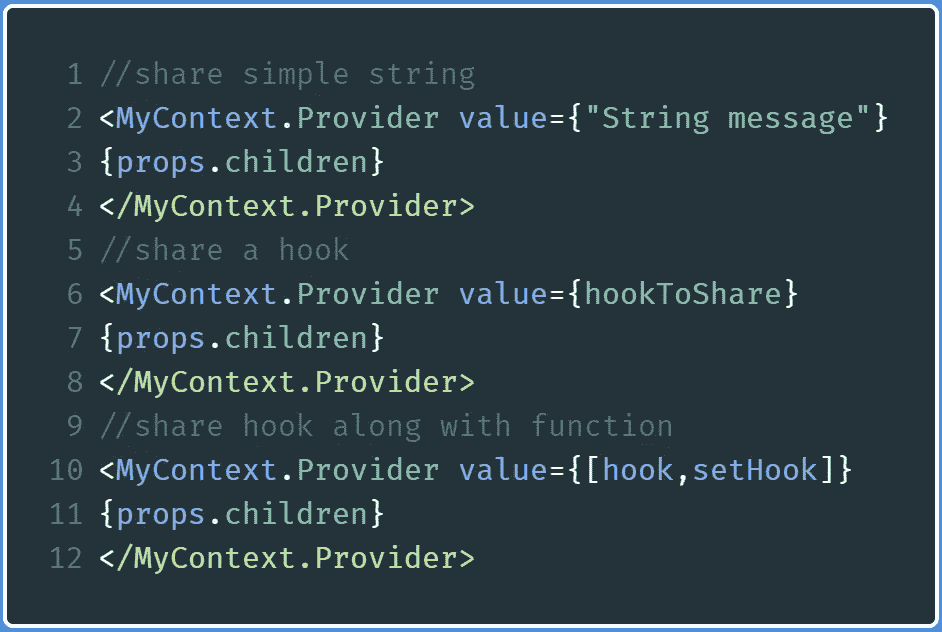 1 //share simple string
2 <MyContext.Provider value={"String message"}
3 {props.children}
4 </MyContext.Provider>
5 //share a hook
6 <MyContext.Provider value={hookToShare}
7 {props.children}
8 </MyContext.Provider>
9 //share hook along with function
10 <MyContext.Provider value={[hook,setHook]}
11 {props.children}
12 </MyContext.Provider>